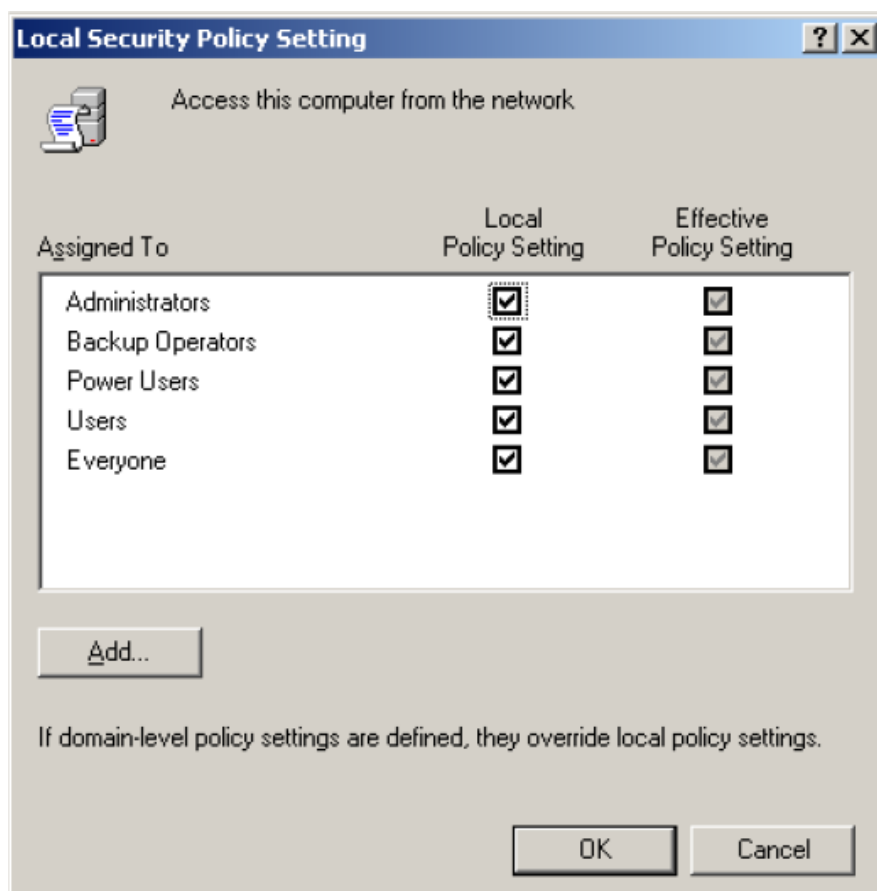 Local Security Policy Setting
?
Access this computer from the network
Local
Policy Setting
Effective
Policy Setting
Assigned To
Administrators
Backup Operators
Power Users
Users
Everyone
Add...
If domain-level policy settings are defined, they override local policy settings.
OK
Cancel